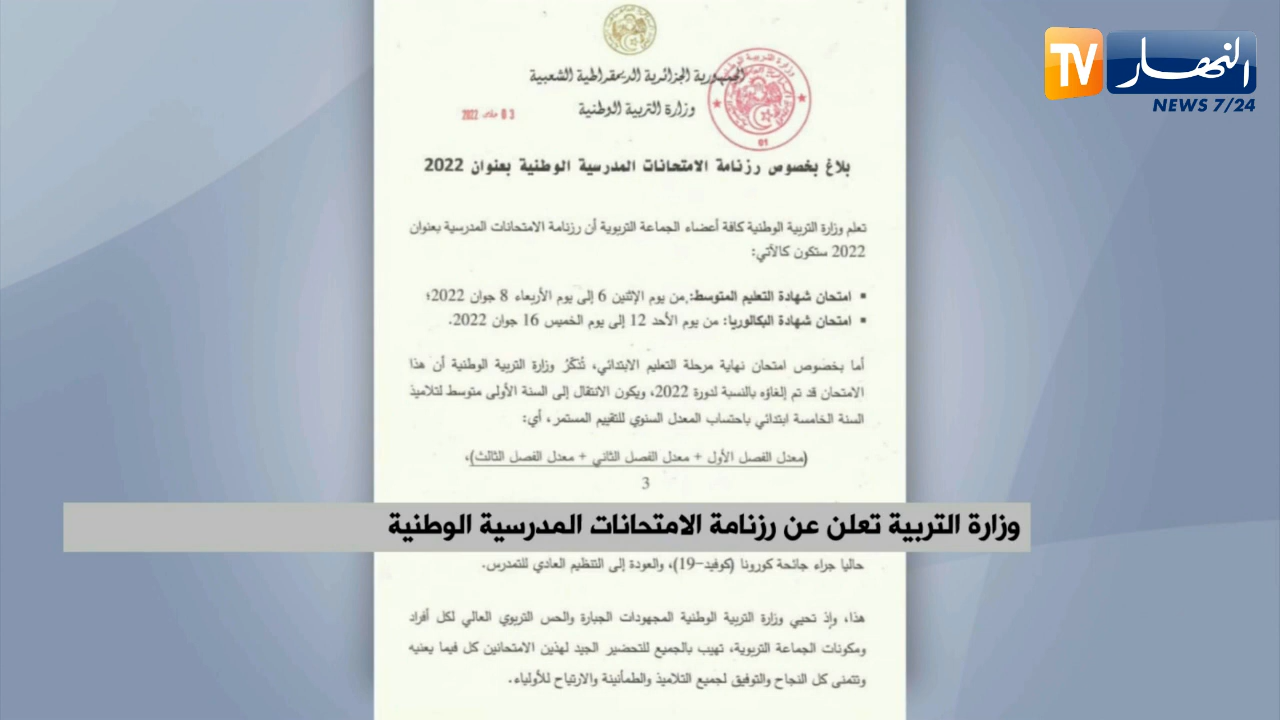 النهار TV
NEWS 7/24
الجمهورية الجزائرية الديمقراطية الشعبية
وزارة التربية الوطنية
03 2022
01
بلاغ بخصوص رزنامة الامتحانات المدرسية الوطنية بعنوان 2022
تعلم وزارة التربية الوطنية كافة أعضاء الجماعة التربوية أن رزنامة الامتحانات المدرسية بعنوان
2022 ستكون كالآتي:
▪ امتحان شهادة التعليم المتوسط: من يوم الإثنين 6 إلى يوم الأربعاء 8 جوان 2022؛
▪ امتحان شهادة البكالوريا: من يوم الأحد 12 إلى يوم الخميس 16 جوان 2022.
أما بخصوص امتحان نهاية مرحلة التعليم الابتدائي، تُذكّرُ وزارة التربية الوطنية أن هذا
الامتحان قد تم إلغاؤه بالنسبة لدورة 2022، ويكون الانتقال إلى السنة الأولى متوسط لتلاميذ
السنة الخامسة ابتدائي باحتساب المعدل السنوي للتقييم المستمر، أي:
(معدل الفصل الأول + معدل الفصل الثاني + معدل الفصل الثالث)،
3
وزارة التربية تعلن عن رزنامة الامتحانات المدرسية الوطنية
حاليا جراء جائحة كورونا (كوفيد-19)، والعودة إلى التنظيم العادي للتمدرس.
هذا، وإذ تحيي وزارة التربية الوطنية المجهودات الجبارة والحس التربوي العالي لكل أفراد
ومكونات الجماعة التربوية، تهيب بالجميع للتحضير الجيد لهذين الامتحانين كل فيما يعنيه
وتتمنى كل النجاح والتوفيق لجميع التلاميذ والطمأنينة والارتياح للأولياء.